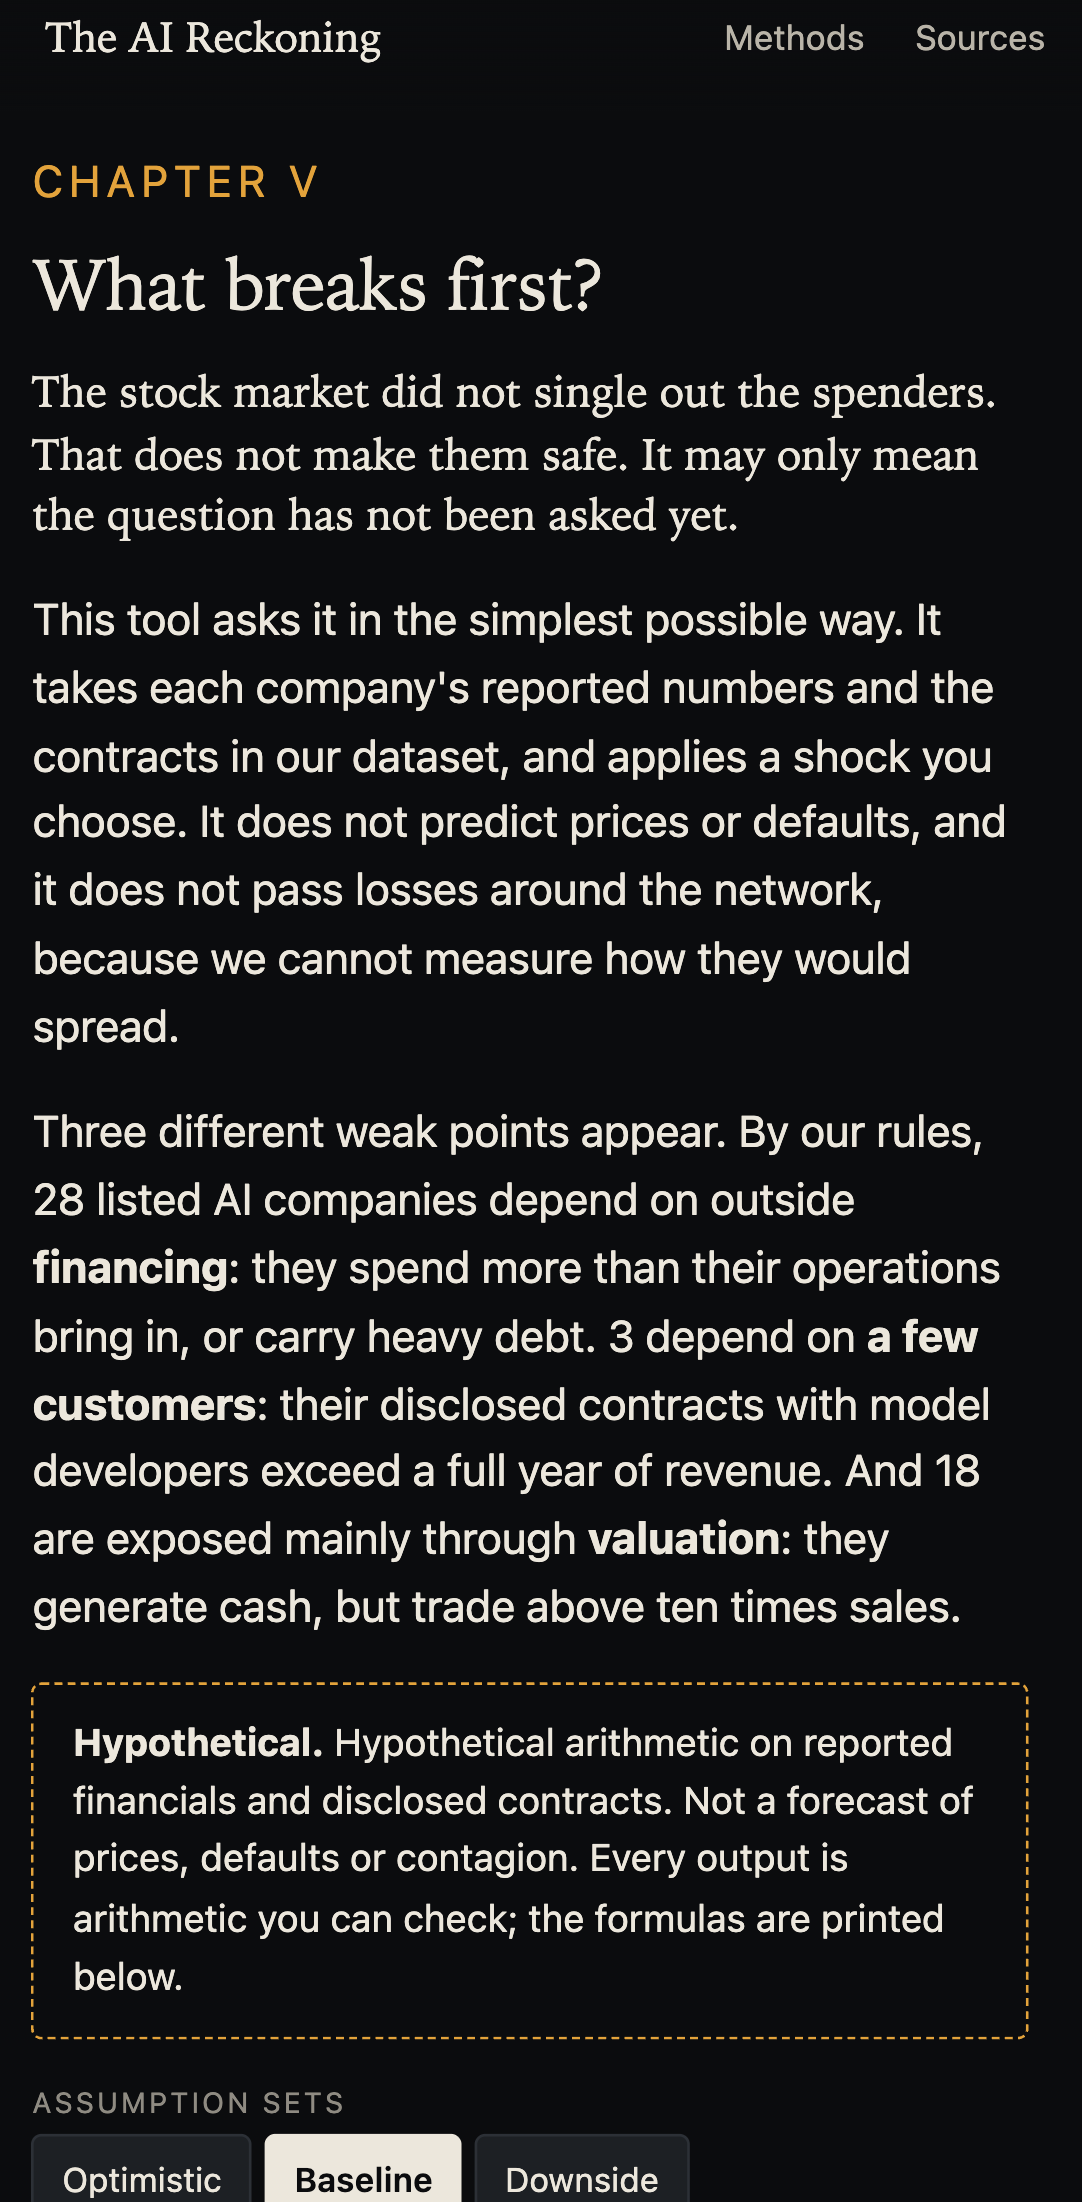 The AI Reckoning
Methods
Sources
CHAPTER V
What breaks first?
The stock market did not single out the spenders.
That does not make them safe. It may only mean
the question has not been asked yet.
This tool asks it in the simplest possible way. It
takes each company's reported numbers and the
contracts in our dataset, and applies a shock you
choose. It does not predict prices or defaults, and
it does not pass losses around the network,
because we cannot measure how they would
spread.
Three different weak points appear. By our rules,
28 listed AI companies depend on outside
financing: they spend more than their operations
bring in, or carry heavy debt. 3 depend on a few
customers: their disclosed contracts with model
developers exceed a full year of revenue. And 18
are exposed mainly through valuation: they
generate cash, but trade above ten times sales.
Hypothetical. Hypothetical arithmetic on reported
financials and disclosed contracts. Not a forecast of
prices, defaults or contagion. Every output is
arithmetic you can check; the formulas are printed
below.
ASSUMPTION SETS
Optimistic
Baseline
Downside